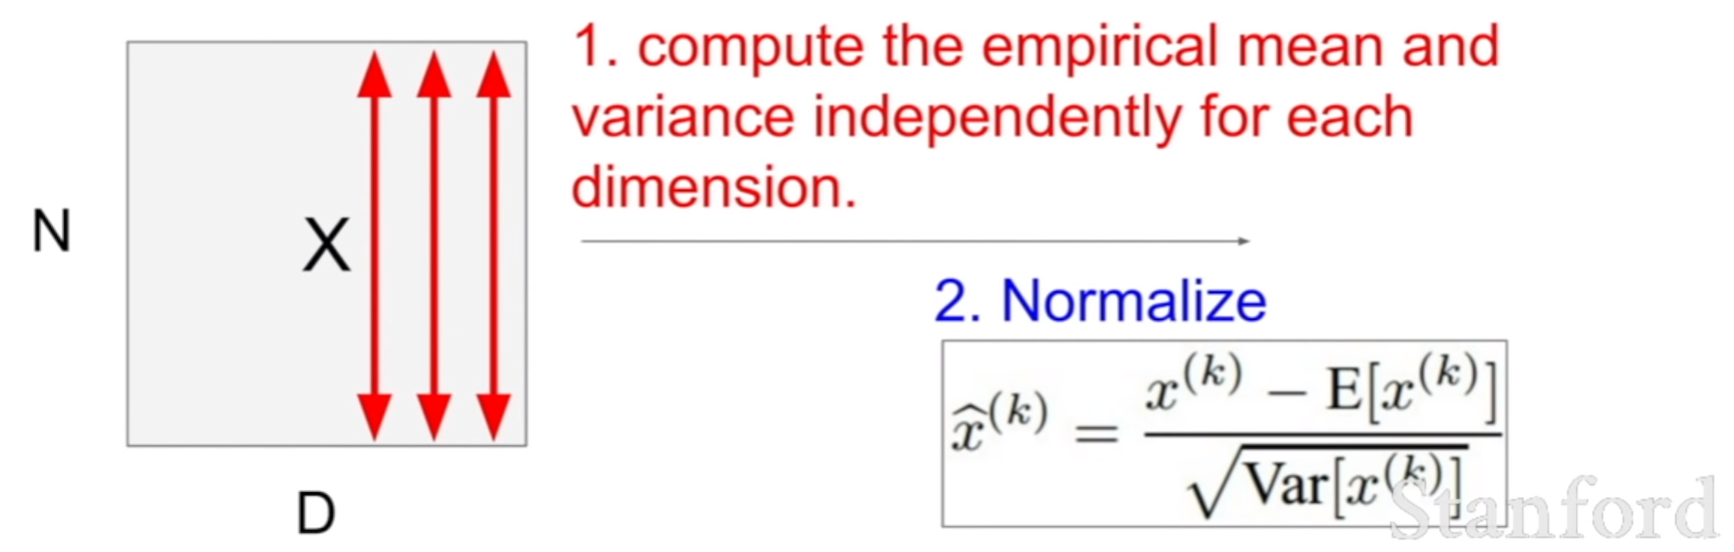 N
X
D
1. compute the empirical mean and
variance independently for each
dimension.
2. Normalize
x̂^(k) = (x^(k) − E[x^(k)]) / √Var[x^(k)]
Stanford